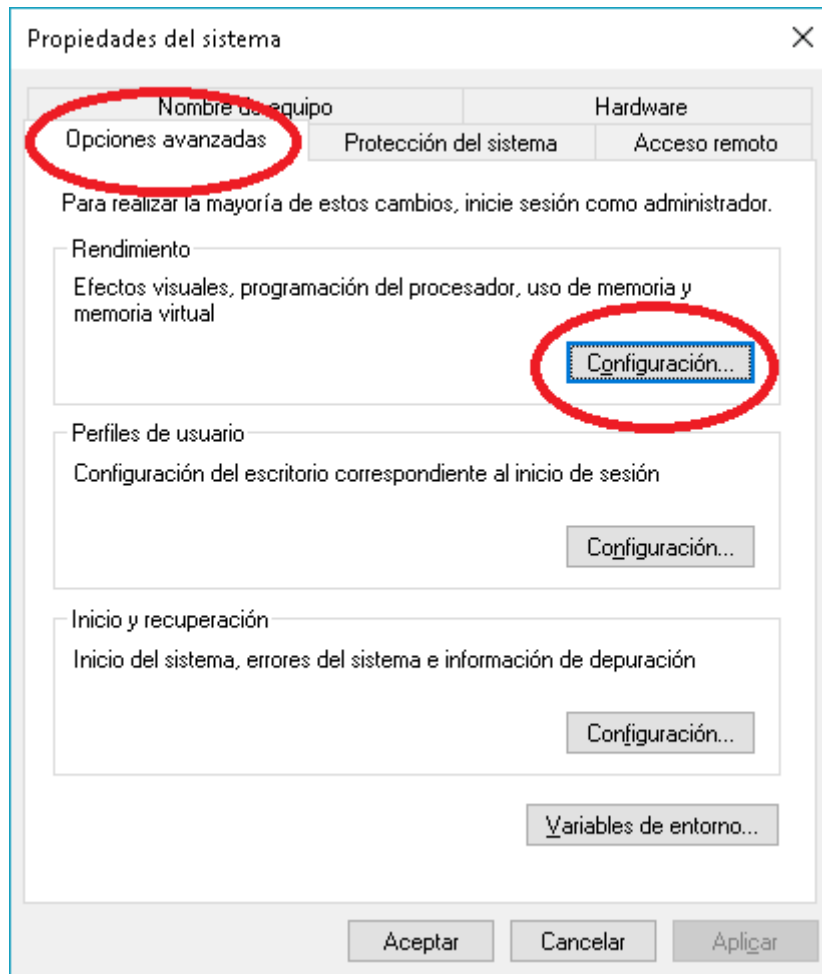 Propiedades del sistema
Nombre de equipo
Hardware
Opciones avanzadas
Protección del sistema
Acceso remoto
Para realizar la mayoría de estos cambios, inicie sesión como administrador.
Rendimiento
Efectos visuales, programación del procesador, uso de memoria y
memoria virtual
Configuración...
Perfiles de usuario
Configuración del escritorio correspondiente al inicio de sesión
Configuración...
Inicio y recuperación
Inicio del sistema, errores del sistema e información de depuración
Configuración...
Variables de entorno...
Aceptar
Cancelar
Aplicar